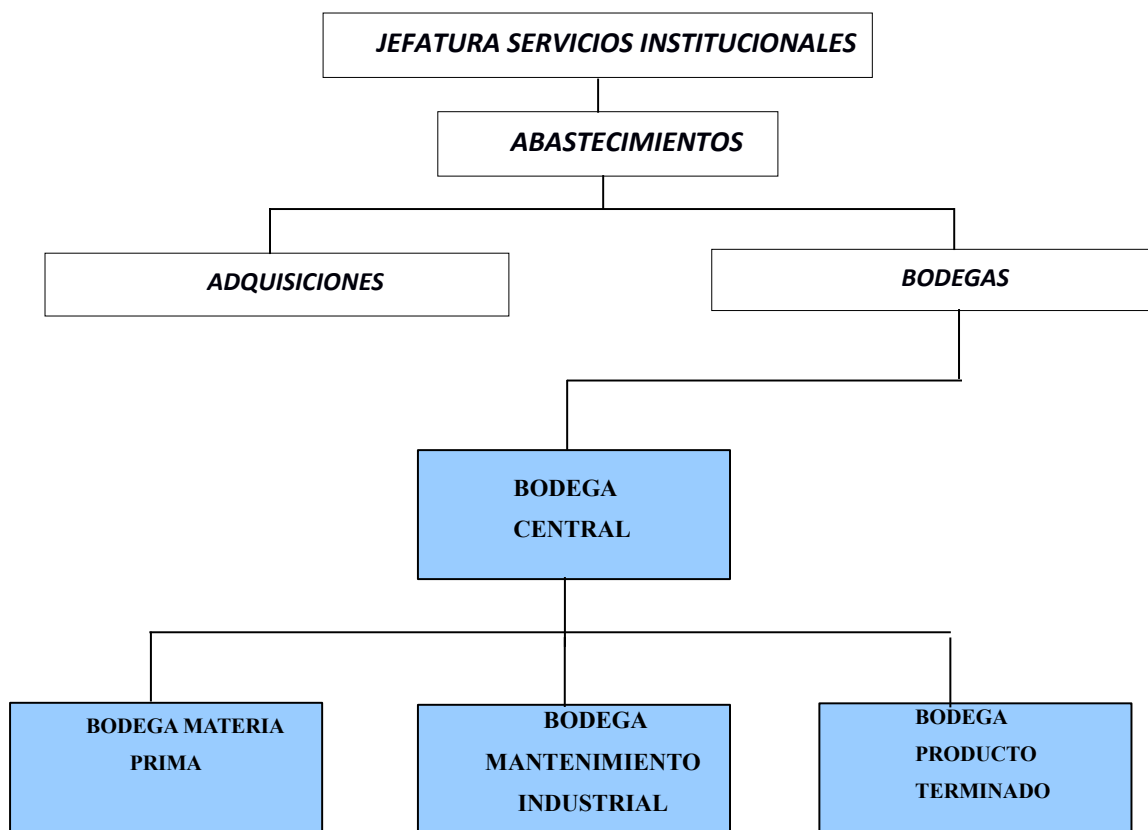 JEFATURA SERVICIOS INSTITUCIONALES
ABASTECIMIENTOS
ADQUISICIONES
BODEGAS
BODEGA
CENTRAL
BODEGA MATERIA
PRIMA
BODEGA
MANTENIMIENTO
INDUSTRIAL
BODEGA
PRODUCTO
TERMINADO